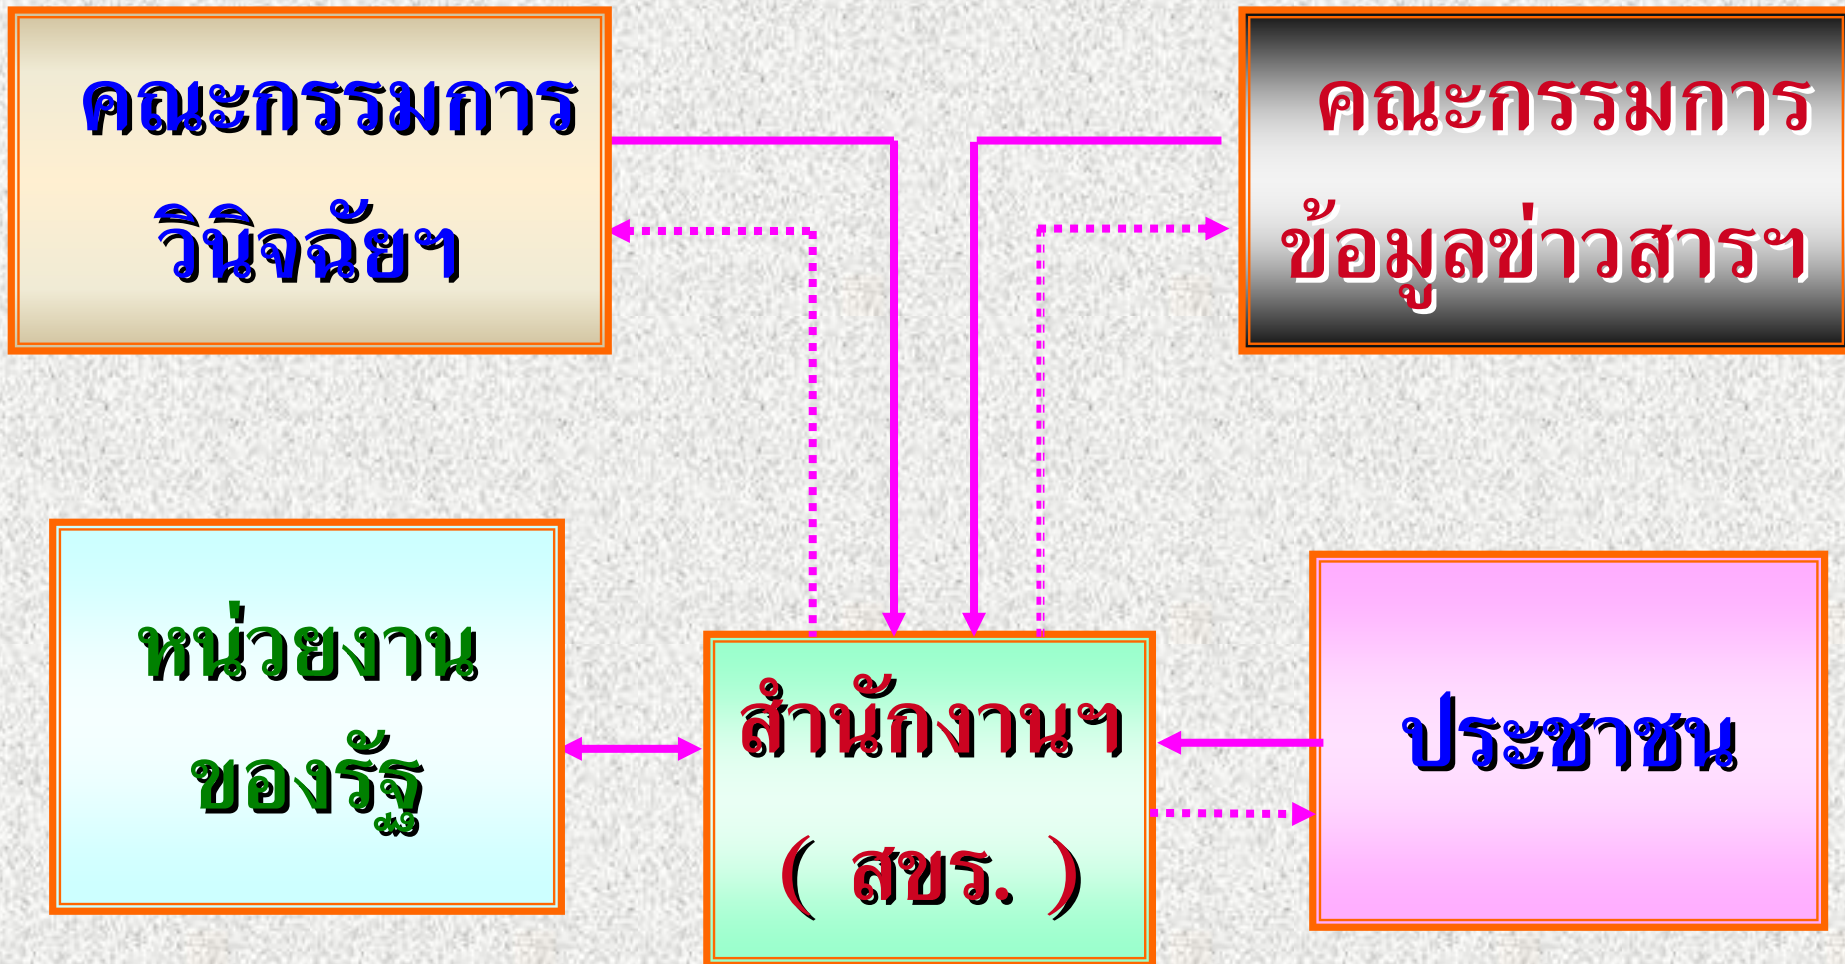 คณะกรรมการ
วินิจฉัยฯ
คณะกรรมการ
ข้อมูลข่าวสารฯ
หน่วยงาน
ของรัฐ
สำนักงานฯ
( สขร. )
ประชาชน